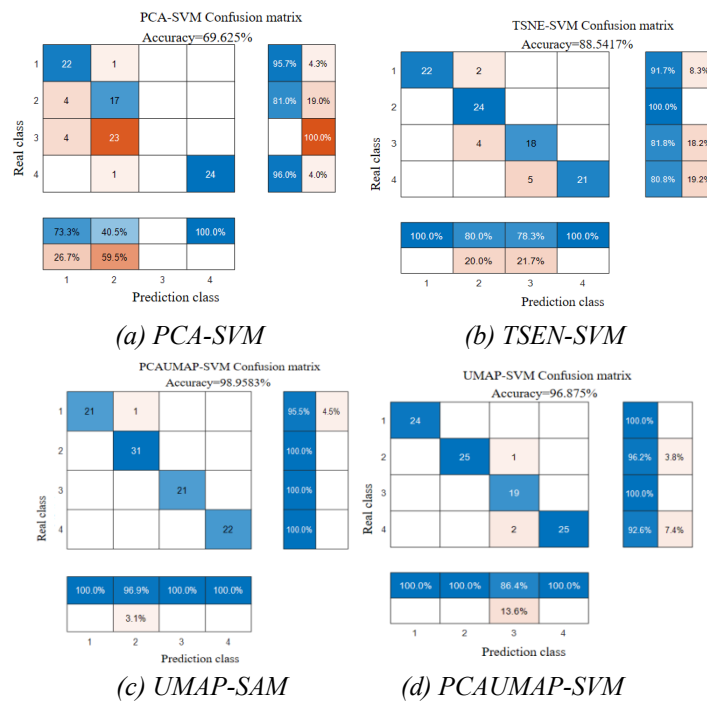 PCA-SVM Confusion matrix
Accuracy=69.625%
1 22 1 95.7% 4.3%
2 4 17 81.0% 19.0%
3 4 23 100.0%
4 1 24 96.0% 4.0%
Real class
73.3% 40.5% 100.0%
26.7% 59.5%
1 2 3 4
Prediction class
(a) PCA-SVM
TSNE-SVM Confusion matrix
Accuracy=88.5417%
1 22 2 91.7% 8.3%
2 24 100.0%
3 4 18 81.8% 18.2%
4 5 21 80.8% 19.2%
Real class
100.0% 80.0% 78.3% 100.0%
20.0% 21.7%
1 2 3 4
Prediction class
(b) TSEN-SVM
PCAUMAP-SVM Confusion matrix
Accuracy=98.9583%
1 21 1 95.5% 4.5%
2 31 100.0%
3 21 100.0%
4 22 100.0%
Real class
100.0% 96.9% 100.0% 100.0%
3.1%
1 2 3 4
Prediction class
(c) UMAP-SAM
UMAP-SVM Confusion matrix
Accuracy=96.875%
1 24 100.0%
2 25 1 96.2% 3.8%
3 19 100.0%
4 2 25 92.6% 7.4%
Real class
100.0% 100.0% 86.4% 100.0%
13.6%
1 2 3 4
Prediction class
(d) PCAUMAP-SVM